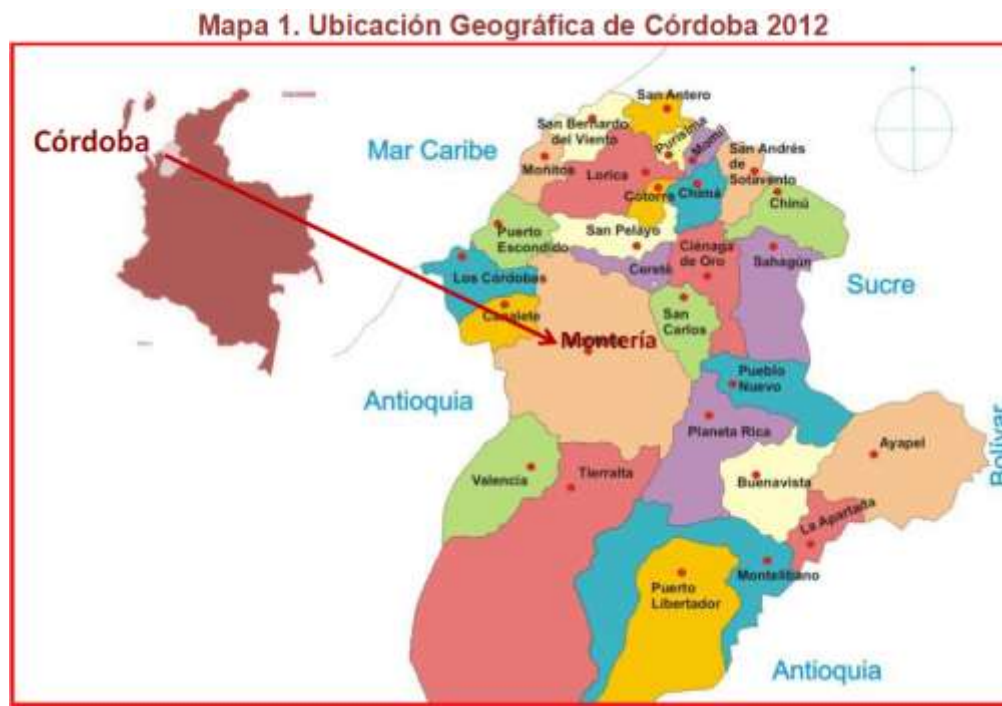 Mapa 1. Ubicación Geográfica de Córdoba 2012
Córdoba
Mar Caribe
San Antero
San Bernardo
del Viento
Purisima
Momil
San Andrés
de
Sotavento
Moñitos
Lorica
Cotorra
Chimá
Chinú
Puerto
Escondido
San Pelayo
Ciénaga
de Oro
Cereté
Sahagún
Los Córdobas
Sucre
Canalete
San
Carlos
Montería
Pueblo
Nuevo
Antioquia
Planeta Rica
Ayapel
Bolívar
Valencia
Tierralta
Buenavista
La Apartada
Montelibano
Puerto
Libertador
Antioquia